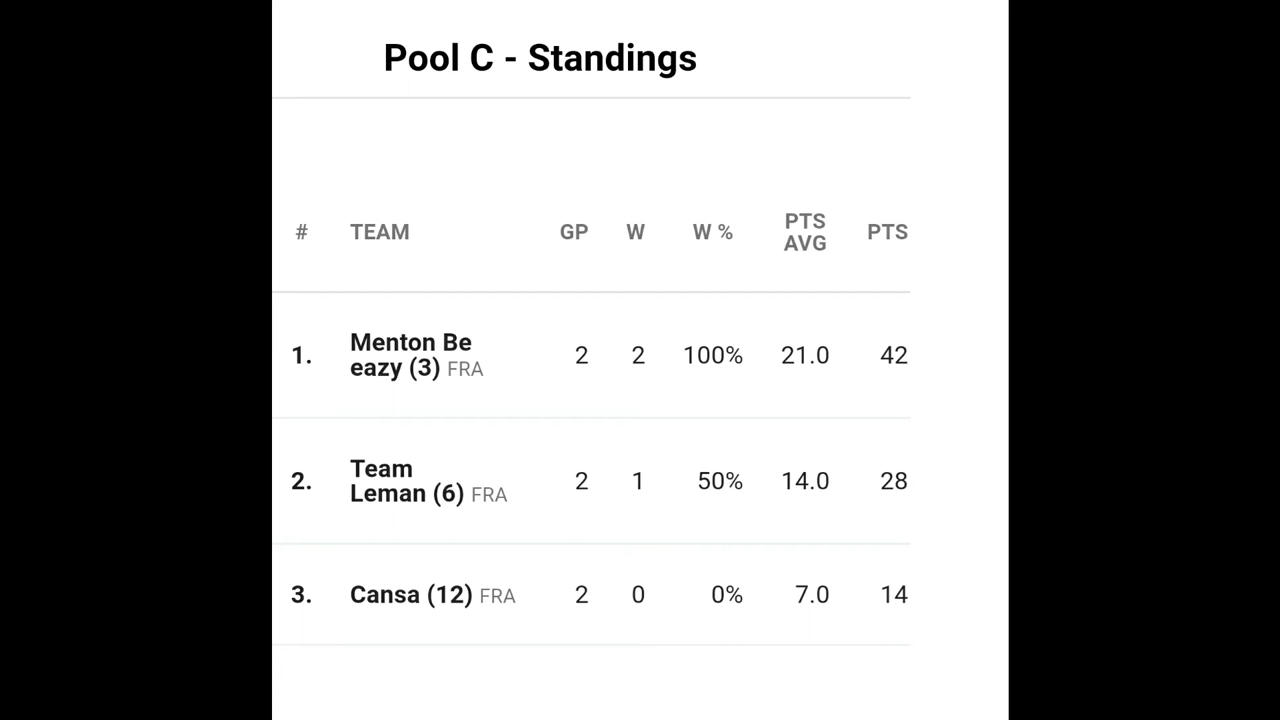 Pool C - Standings
# TEAM GP W W % PTS AVG PTS
1. Menton Be eazy (3) FRA 2 2 100% 21.0 42
2. Team Leman (6) FRA 2 1 50% 14.0 28
3. Cansa (12) FRA 2 0 0% 7.0 14